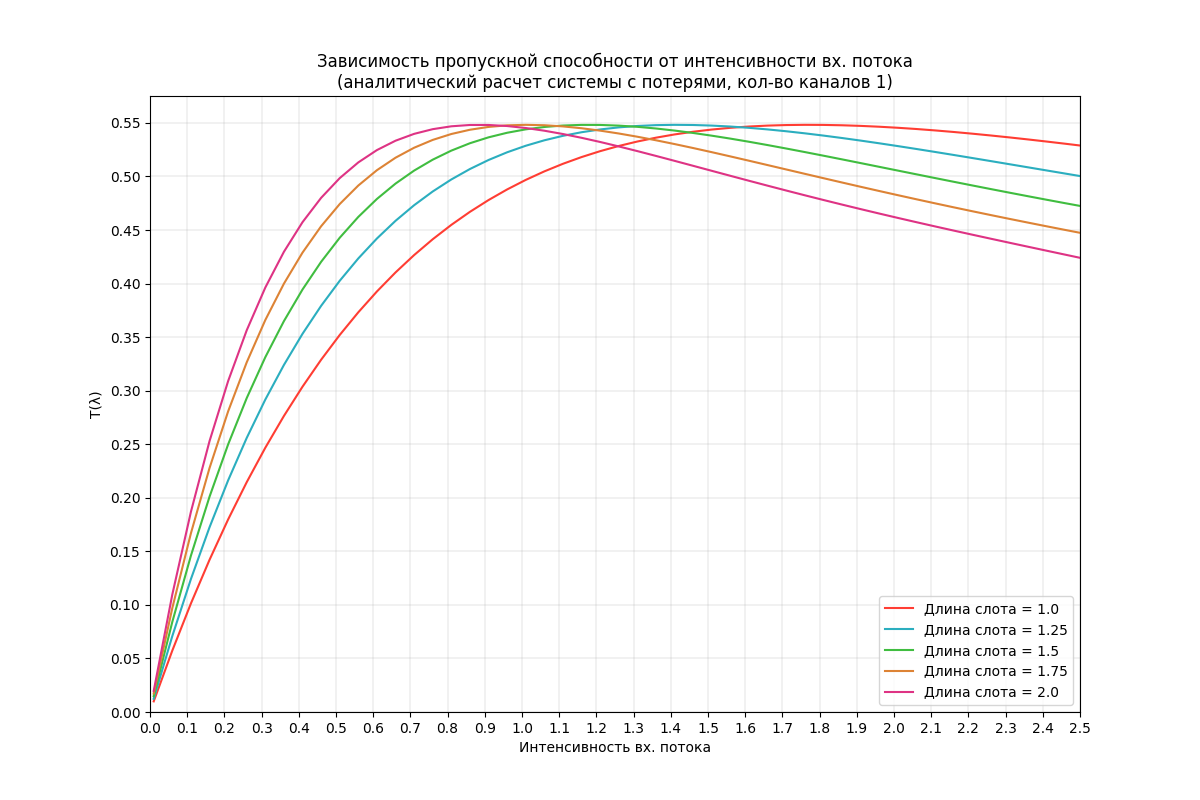 Зависимость пропускной способности от интенсивности вх. потока
(аналитический расчет системы с потерями, кол-во каналов 1)
T(λ)
0.55
0.50
0.45
0.40
0.35
0.30
0.25
0.20
0.15
0.10
0.05
0.00
Длина слота = 1.0
Длина слота = 1.25
Длина слота = 1.5
Длина слота = 1.75
Длина слота = 2.0
0.0 0.1 0.2 0.3 0.4 0.5 0.6 0.7 0.8 0.9 1.0 1.1 1.2 1.3 1.4 1.5 1.6 1.7 1.8 1.9 2.0 2.1 2.2 2.3 2.4 2.5
Интенсивность вх. потока